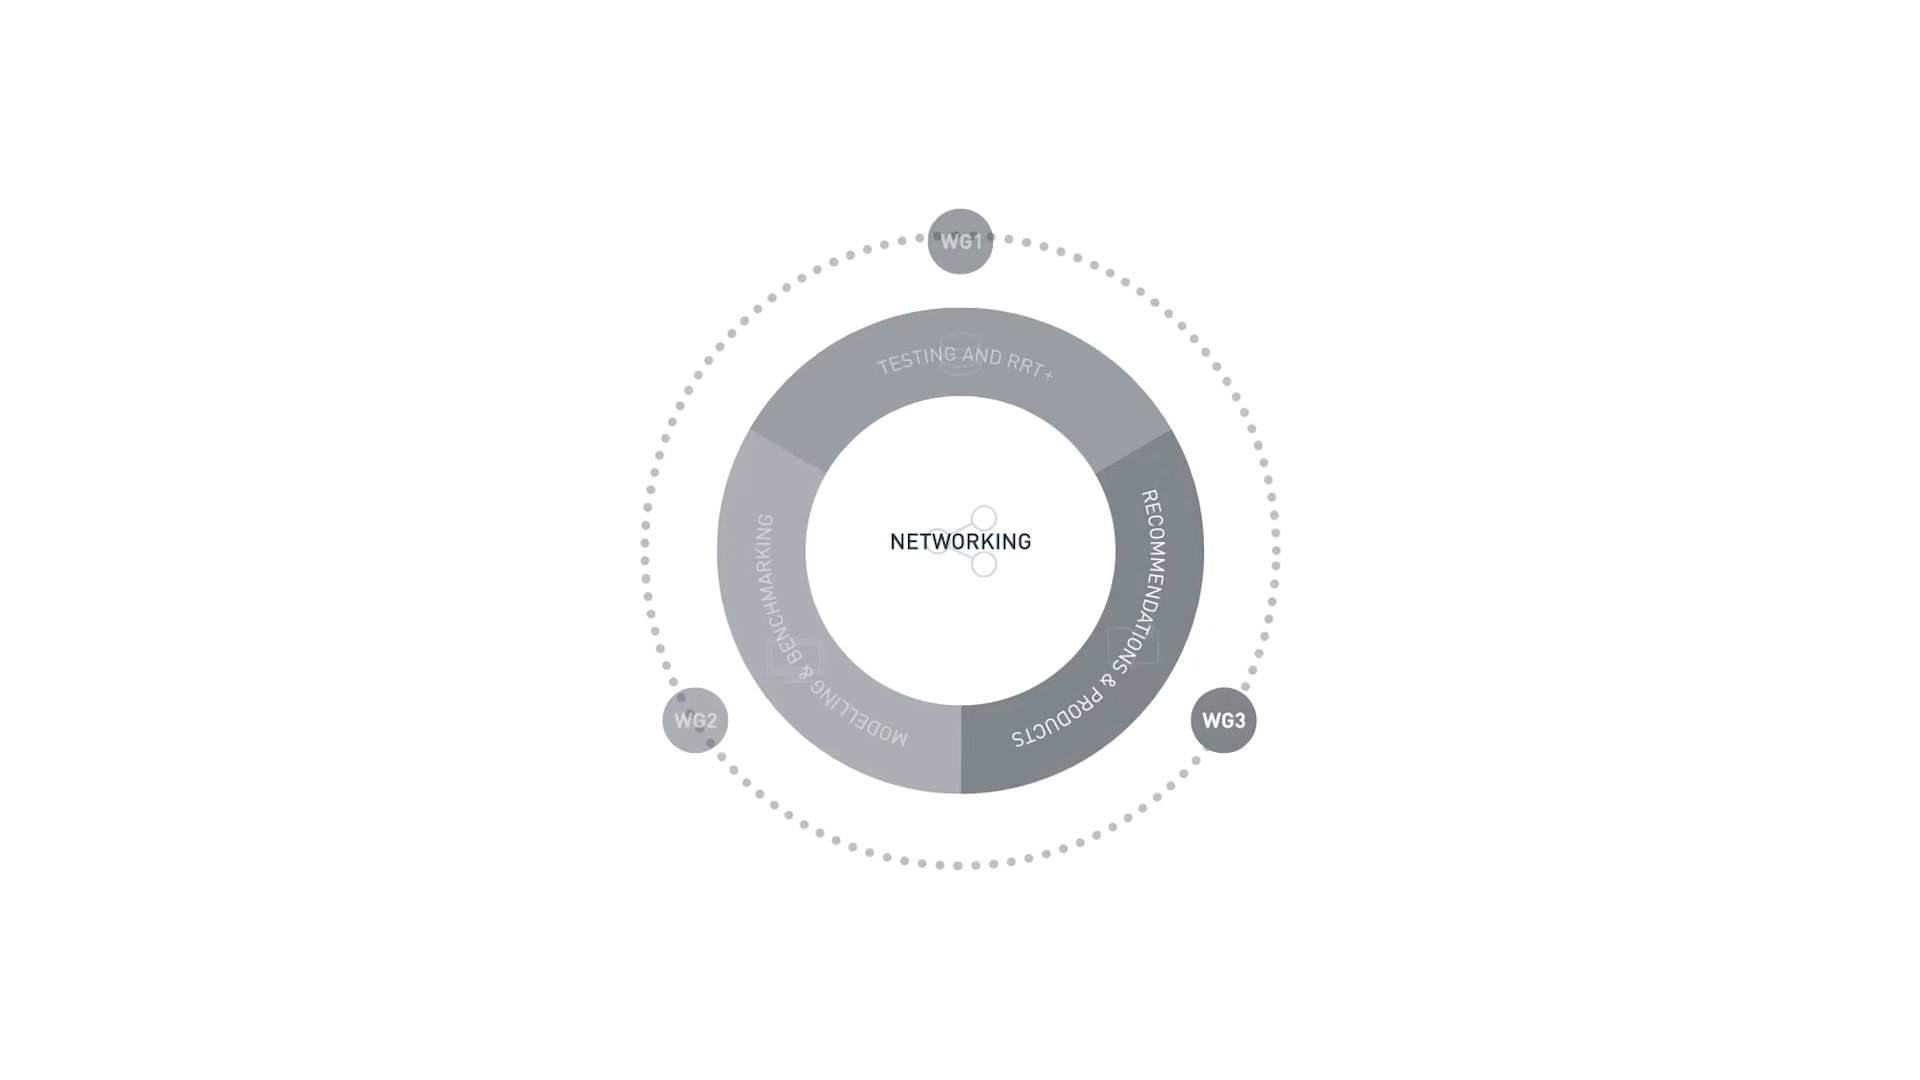 WG1
TESTING AND RRT+
NETWORKING
MODELLING & BENCHMARKING
RECOMMENDATIONS & PRODUCTS
WG2
WG3